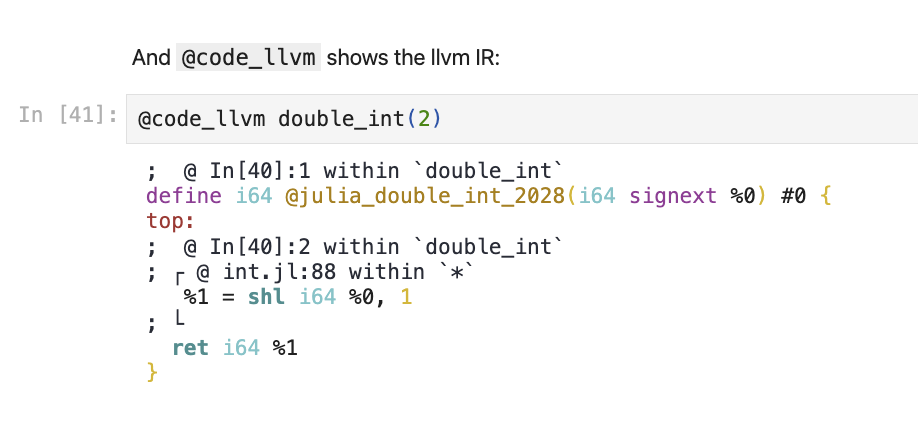 And @code_llvm shows the llvm IR:
In [41]: @code_llvm double_int(2)
;  @ In[40]:1 within `double_int`
define i64 @julia_double_int_2028(i64 signext %0) #0 {
top:
;  @ In[40]:2 within `double_int`
; ┌ @ int.jl:88 within `*`
   %1 = shl i64 %0, 1
; └
  ret i64 %1
}